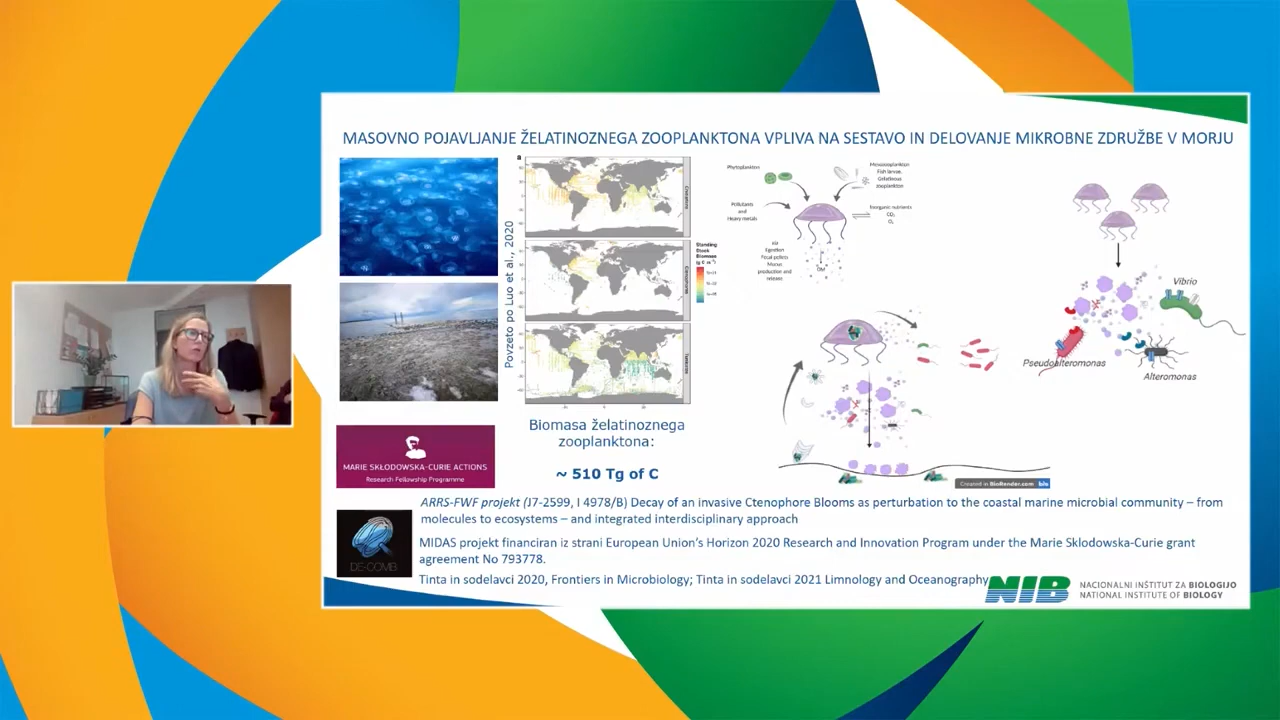 MASOVNO POJAVLJANJE ŽELATINOZNEGA ZOOPLANKTONA VPLIVA NA SESTAVO IN DELOVANJE MIKROBNE ZDRUŽBE V MORJU
a
Povzeto po Luo et al., 2020
Cnidarians
Ctenophores
Tunicates
Standing
Stock
Biomass
Phytoplankton
Mesozooplankton
Fish larvae,
Gelatinous
zooplankton
Pollutants
and
Heavy metals
Inorganic nutrients
CO₂
O₂
via
Egestion
Fecal pellets
Mucus
production and
release
OM
Vibrio
Pseudoalteromonas
Alteromonas
Created in BioRender.com bio
Biomasa želatinoznega
zooplanktona:
~ 510 Tg of C
MARIE SKŁODOWSKA-CURIE ACTIONS
Research Fellowship Programme
DE-COMB
ARRS-FWF projekt (J7-2599, I 4978/B) Decay of an invasive Ctenophore Blooms as perturbation to the coastal marine microbial community – from
molecules to ecosystems – and integrated interdisciplinary approach
MIDAS projekt financiran iz strani European Union's Horizon 2020 Research and Innovation Program under the Marie Sklodowska-Curie grant
agreement No 793778.
Tinta in sodelavci 2020, Frontiers in Microbiology; Tinta in sodelavci 2021 Limnology and Oceanography
NIB
NACIONALNI INŠTITUT ZA BIOLOGIJO
NATIONAL INSTITUTE OF BIOLOGY